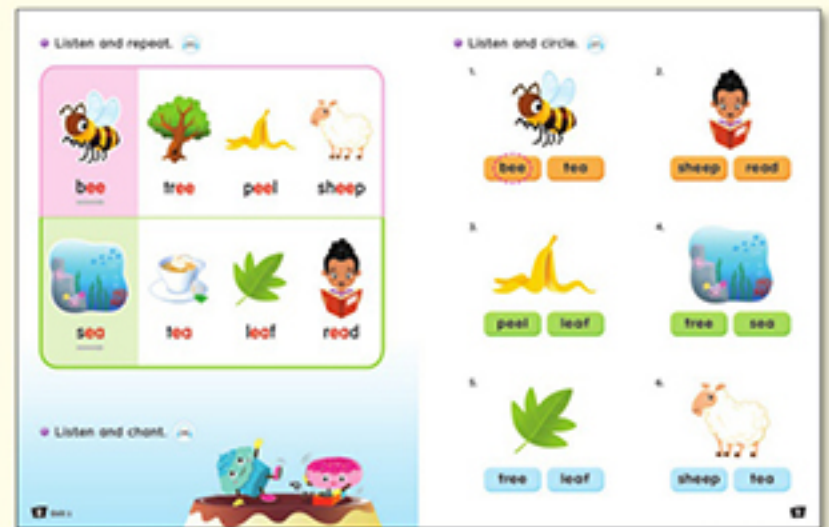 Listen and repeat.
bee tree peel sheep
sea tea leaf read
Listen and chant.
Listen and circle.
1. 2.
bee tea sheep read
3. 4.
peel leaf tree sea
5. 6.
tree leaf sheep tea